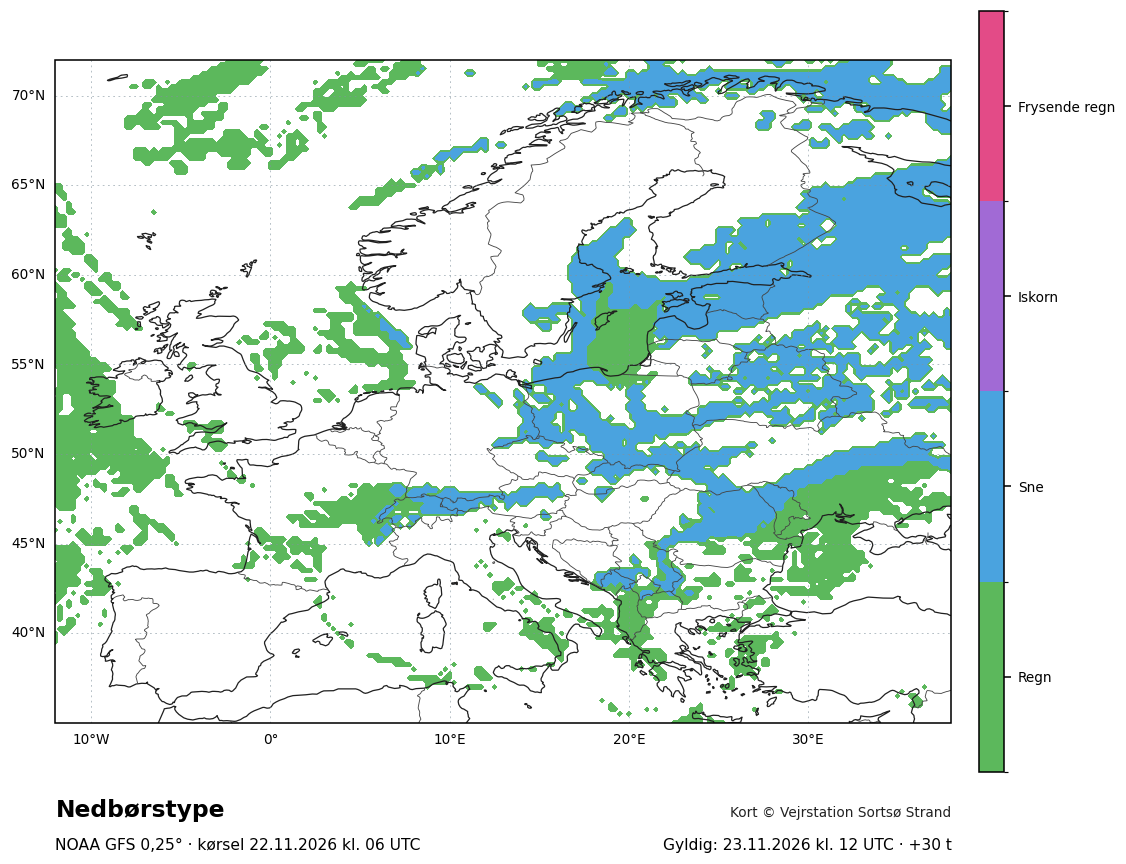 70°N
65°N
60°N
55°N
50°N
45°N
40°N
10°W
0°
10°E
20°E
30°E
Frysende regn
Iskorn
Sne
Regn
Nedbørstype
Kort © Vejrstation Sortsø Strand
NOAA GFS 0,25° · kørsel 22.11.2026 kl. 06 UTC
Gyldig: 23.11.2026 kl. 12 UTC · +30 t